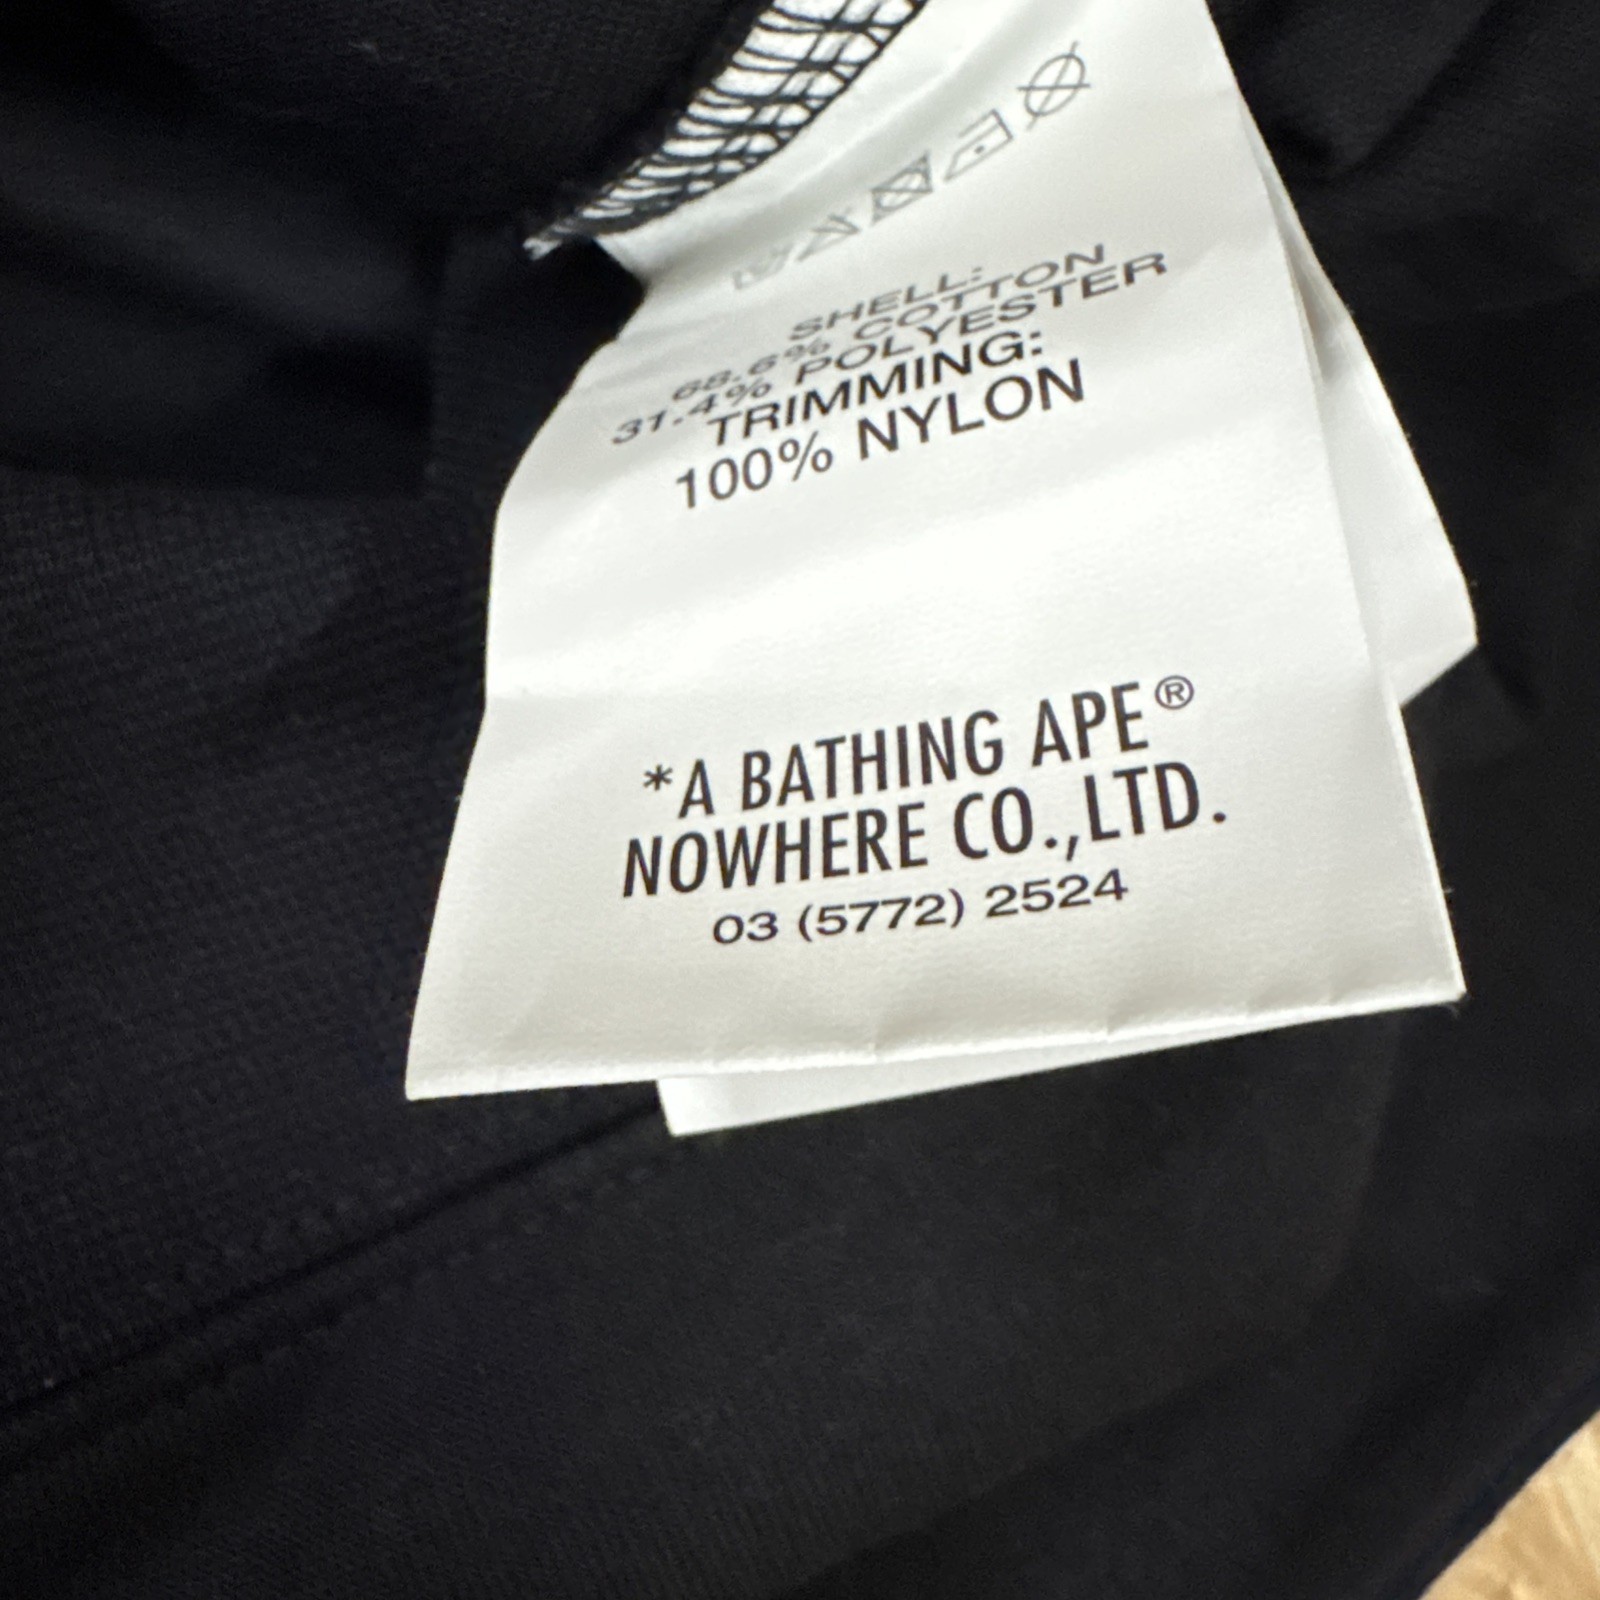 SHELL:
68.6% COTTON
31.4% POLYESTER
TRIMMING:
100% NYLON
*A BATHING APE®
NOWHERE CO.,LTD.
03 (5772) 2524